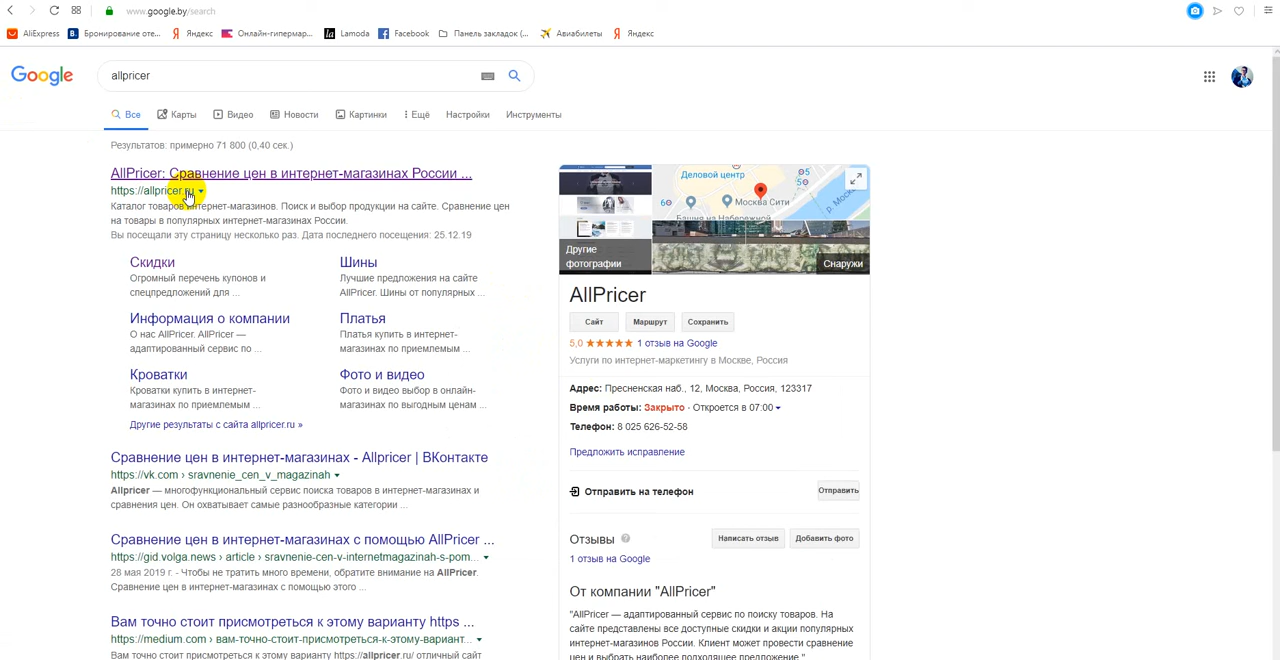 www.google.by/search
AliExpress
Бронирование оте...
Яндекс
Онлайн-гипермар...
Lamoda
Facebook
Панель закладок (...
Авиабилеты
Яндекс
Google
allpricer
Все
Карты
Видео
Новости
Картинки
Ещё
Настройки
Инструменты
Результатов: примерно 71 800 (0,40 сек.)
AllPricer: Сравнение цен в интернет-магазинах России ...
https://allpricer.ru
Каталог товаров интернет-магазинов. Поиск и выбор продукции на сайте. Сравнение цен
на товары в популярных интернет-магазинах России.
Вы посещали эту страницу несколько раз. Дата последнего посещения: 25.12.19
Скидки
Огромный перечень купонов и
спецпредложений для ...
Шины
Лучшие предложения на сайте
AllPricer. Шины от популярных ...
Информация о компании
О нас AllPricer. AllPricer —
адаптированный сервис по ...
Платья
Платья купить в интернет-
магазинах по приемлемым ...
Кроватки
Кроватки купить в интернет-
магазинах по приемлемым ...
Фото и видео
Фото и видео выбор в онлайн-
магазинах по выгодным ценам ...
Другие результаты с сайта allpricer.ru »
Сравнение цен в интернет-магазинах - Allpricer | ВКонтакте
https://vk.com › sravnenie_cen_v_magazinah
Allpricer — многофункциональный сервис поиска товаров в интернет-магазинах и
сравнения цен. Он охватывает самые разнообразные категории ...
Сравнение цен в интернет-магазинах с помощью AllPricer ...
https://gid.volga.news › article › sravnenie-cen-v-internetmagazinah-s-pom...
28 мая 2019 г. - Чтобы не тратить много времени, обратите внимание на AllPricer.
Сравнение цен в интернет-магазинах с помощью этого ...
Вам точно стоит присмотреться к этому варианту https ...
https://medium.com › вам-точно-стоит-присмотреться-к-этому-вариант...
Вам точно стоит присмотреться к этому варианту https://allpricer.ru/ отличный сайт
Деловой центр
Москва Сити
Башня на Набережной
Другие
фотографии
Снаружи
AllPricer
Сайт
Маршрут
Сохранить
5,0 1 отзыв на Google
Услуги по интернет-маркетингу в Москве, Россия
Адрес: Пресненская наб., 12, Москва, Россия, 123317
Время работы: Закрыто · Откроется в 07:00
Телефон: 8 025 626-52-58
Предложить исправление
Отправить на телефон
Отправить
Отзывы
Написать отзыв
Добавить фото
1 отзыв на Google
От компании "AllPricer"
"AllPricer — адаптированный сервис по поиску товаров. На
сайте представлены все доступные скидки и акции популярных
интернет-магазинов России. Клиент может провести сравнение
цен и выбрать наиболее подходящее предложение."